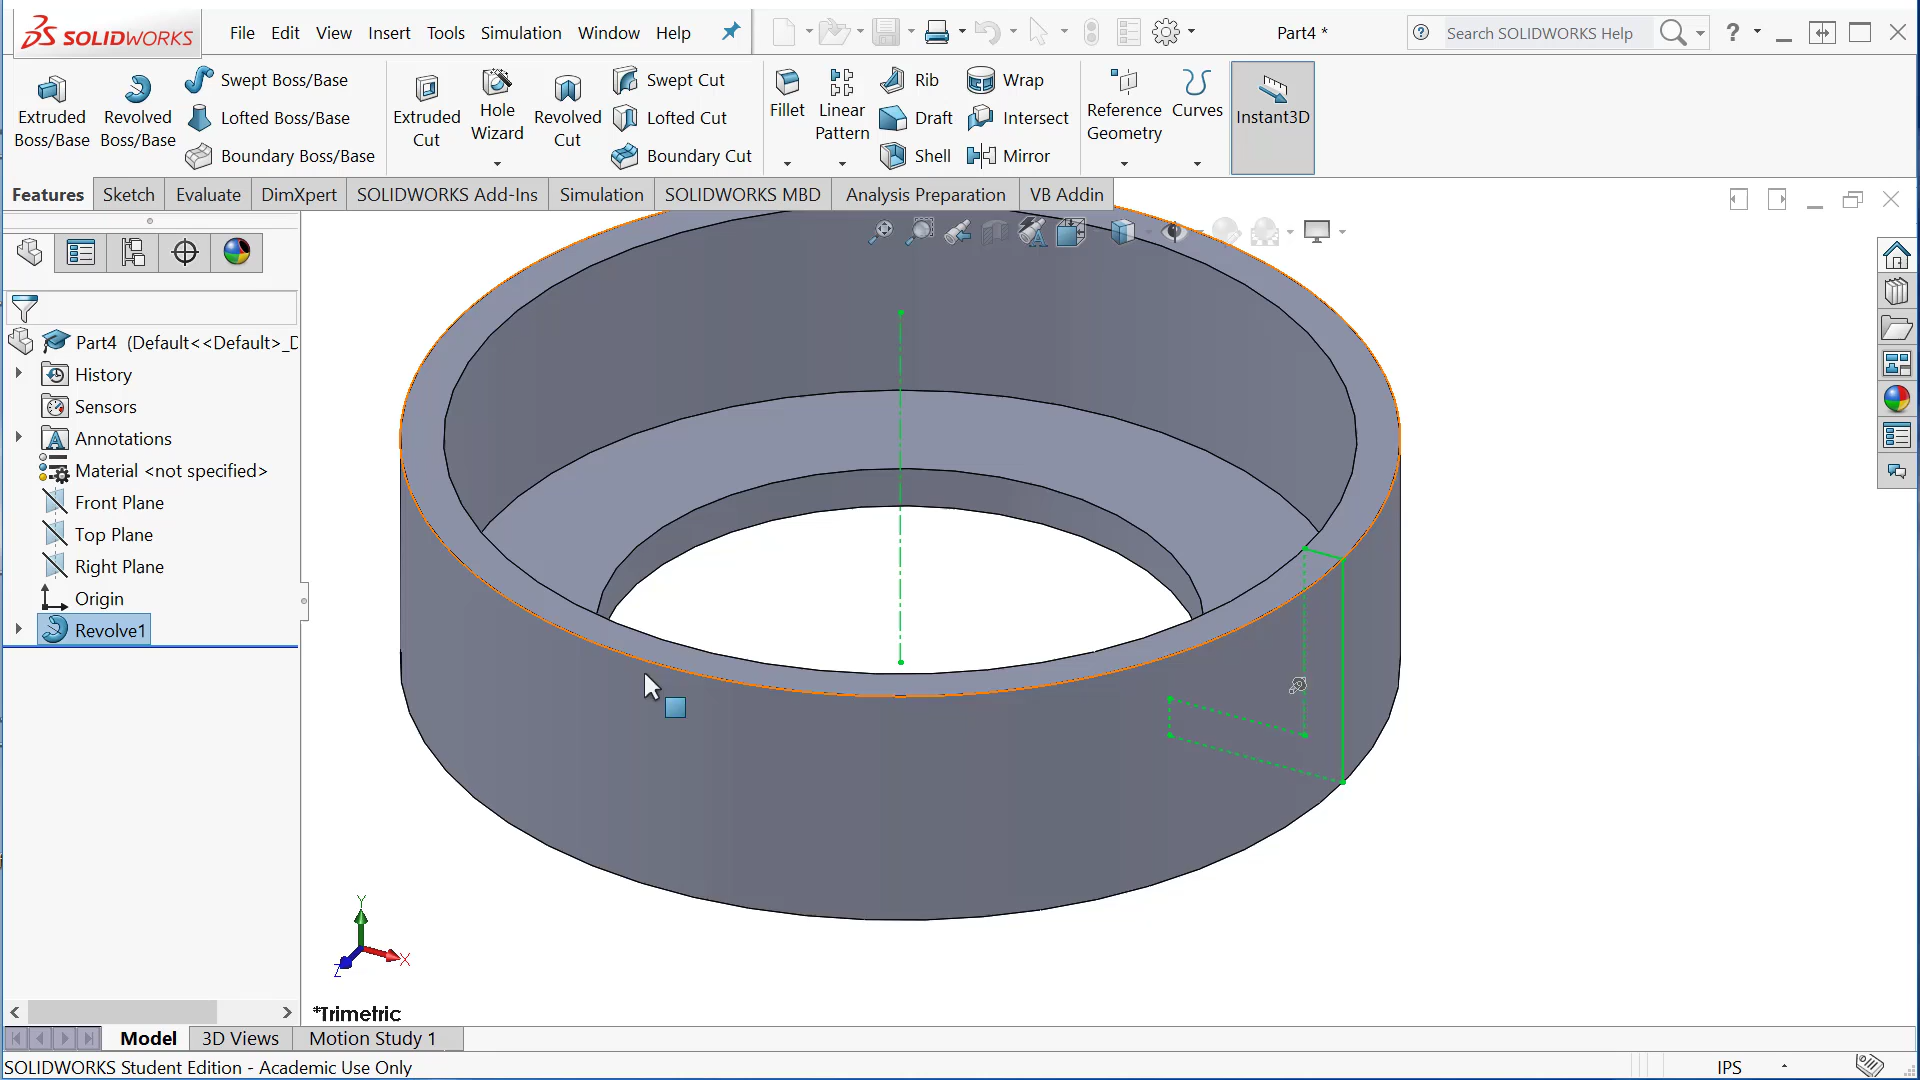 SOLIDWORKS File Edit View Insert Tools Simulation Window Help Part4 * Search SOLIDWORKS Help ?
Extruded Boss/Base
Revolved Boss/Base
Swept Boss/Base
Lofted Boss/Base
Boundary Boss/Base
Extruded Cut
Hole Wizard
Revolved Cut
Swept Cut
Lofted Cut
Boundary Cut
Fillet
Linear Pattern
Rib
Draft
Shell
Wrap
Intersect
Mirror
Reference Geometry
Curves
Instant3D
Features Sketch Evaluate DimXpert SOLIDWORKS Add-Ins Simulation SOLIDWORKS MBD Analysis Preparation VB Addin
Part4 (Default<<Default>_D
History
Sensors
Annotations
Material <not specified>
Front Plane
Top Plane
Right Plane
Origin
Revolve1
Y
X
Z
*Trimetric
Model 3D Views Motion Study 1
SOLIDWORKS Student Edition - Academic Use Only IPS